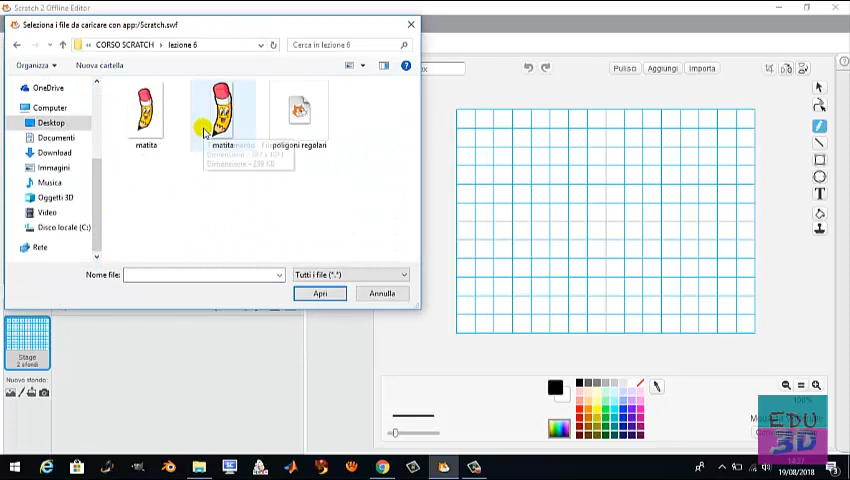 Scratch 2 Offline Editor
Seleziona i file da caricare con app:/Scratch.swf
CORSO SCRATCH
lezione 6
Cerca in lezione 6
Organizza
Nuova cartella
OneDrive
Computer
Desktop
Documenti
Download
Immagini
Musica
Oggetti 3D
Video
Disco locale (C:)
Rete
matita
matita
poligoni regolari
Nome file:
Tutti i file (*.*)
Apri
Annulla
Pulisci
Aggiungi
Importa
T
Stage
2 sfondi
Nuovo sfondo:
100%
EDU
3D
14:37
19/08/2018